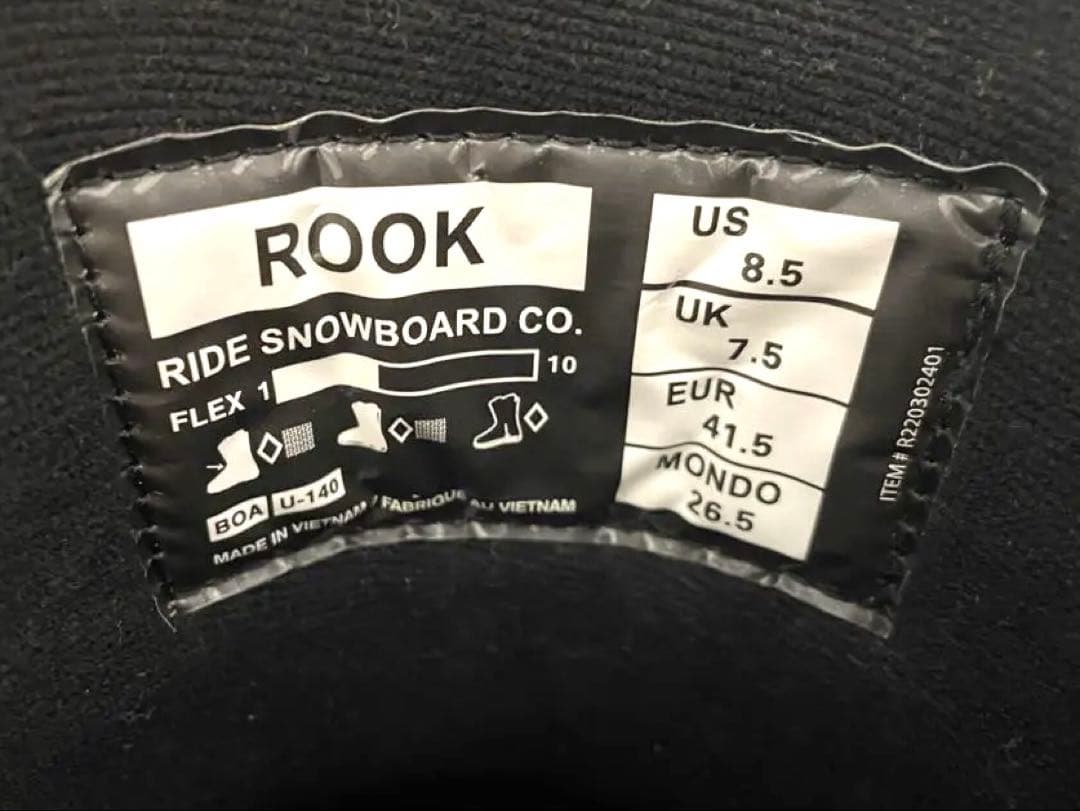 ROOK
RIDE SNOWBOARD CO.
FLEX 1 10
BOA U-140
MADE IN VIETNAM / FABRIQUE AU VIETNAM
US
8.5
UK
7.5
EUR
41.5
MONDO
26.5
ITEM # R220302401